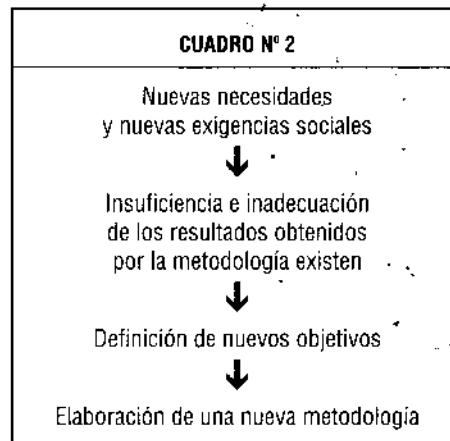 CUADRO Nº 2
Nuevas necesidades
y nuevas exigencias sociales
Insuficiencia e inadecuación
de los resultados obtenidos
por la metodología existen
Definición de nuevos objetivos
Elaboración de una nueva metodología